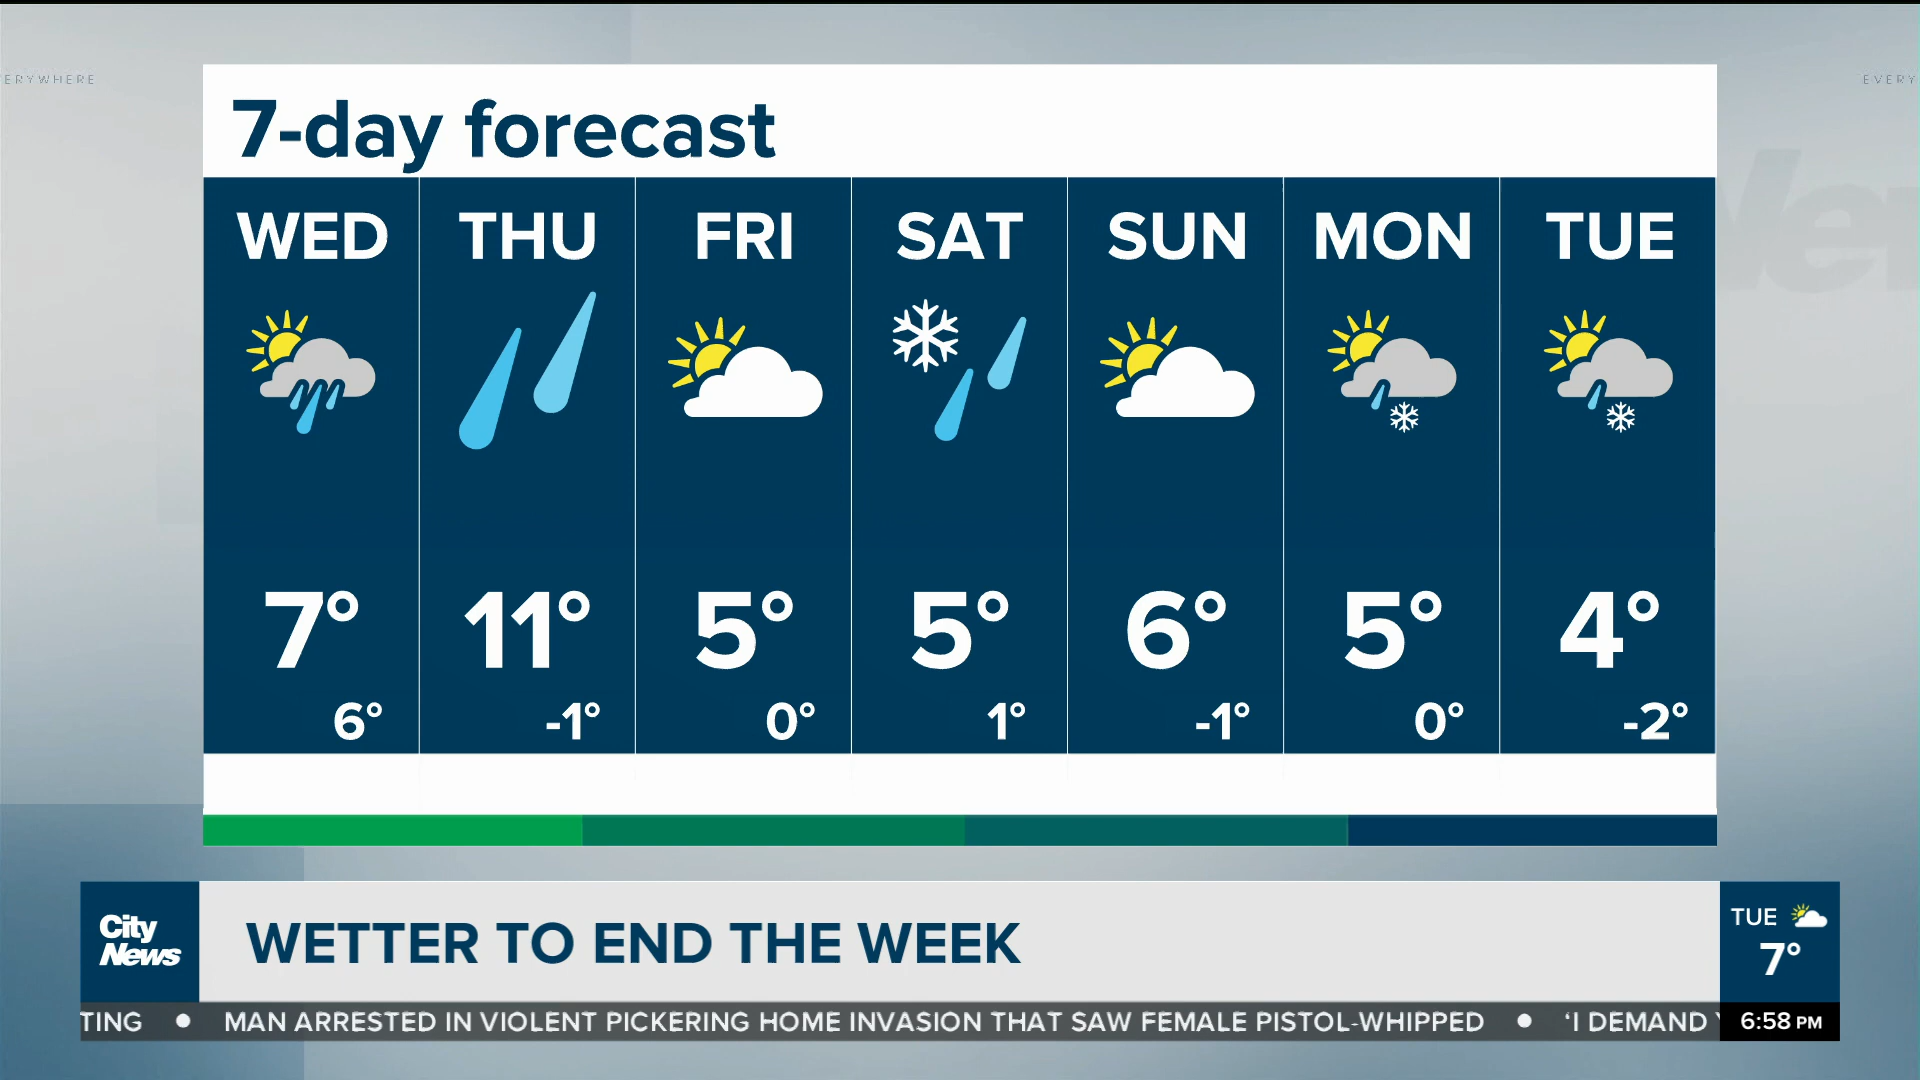 ERYWHERE
EVERY
7-day forecast
WED THU FRI SAT SUN MON TUE
7° 11° 5° 5° 6° 5° 4°
6° -1° 0° 1° -1° 0° -2°
City
News
WETTER TO END THE WEEK
TUE
7°
TING • MAN ARRESTED IN VIOLENT PICKERING HOME INVASION THAT SAW FEMALE PISTOL-WHIPPED • ‘I DEMAND
6:58 PM